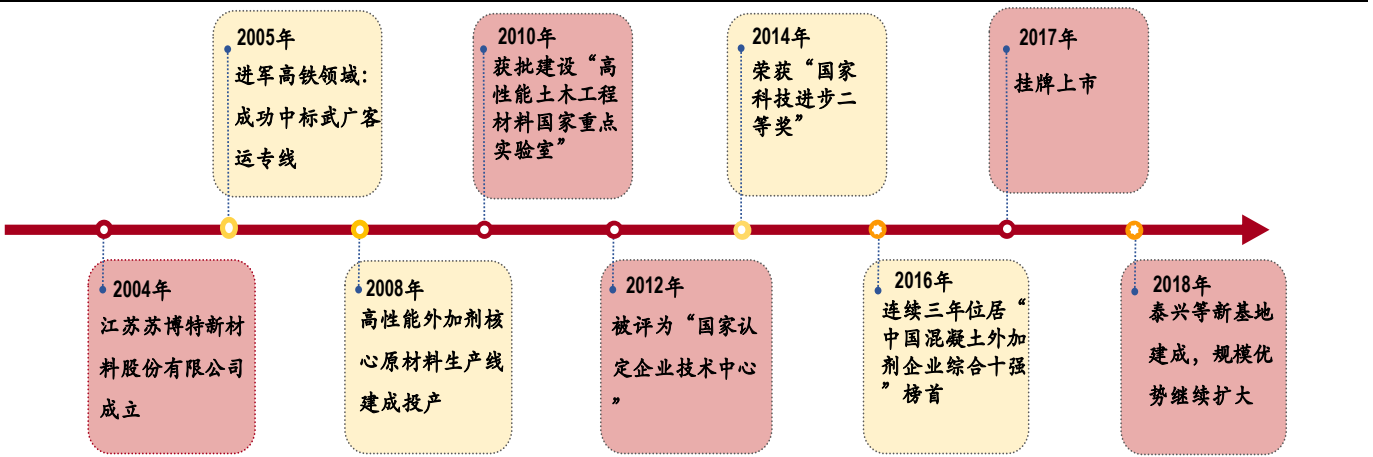 2005年
进军高铁领域：
成功中标武广客
运专线
2010年
获批建设“高
性能土木工程
材料国家重点
实验室”
2014年
荣获“国家
科技进步二
等奖”
2017年
挂牌上市
2004年
江苏苏博特新材
料股份有限公司
成立
2008年
高性能外加剂核
心原材料生产线
建成投产
2012年
被评为“国家认
定企业技术中心
”
2016年
连续三年位居“
中国混凝土外加
剂企业综合十强
”榜首
2018年
泰兴等新基地
建成，规模优
势继续扩大